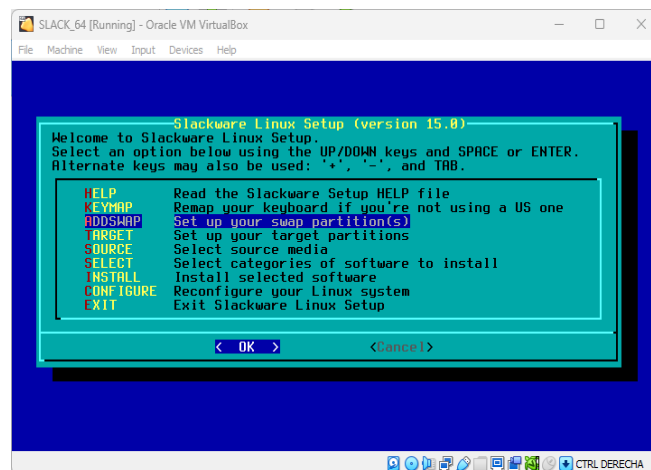 SLACK_64 [Running] - Oracle VM VirtualBox
File Machine View Input Devices Help
Slackware Linux Setup (version 15.0)
Welcome to Slackware Linux Setup.
Select an option below using the UP/DOWN keys and SPACE or ENTER.
Alternate keys may also be used: '+', '-', and TAB.
HELP Read the Slackware Setup HELP file
KEYMAP Remap your keyboard if you're not using a US one
ADDSWAP Set up your swap partition(s)
TARGET Set up your target partitions
SOURCE Select source media
SELECT Select categories of software to install
INSTALL Install selected software
CONFIGURE Reconfigure your Linux system
EXIT Exit Slackware Linux Setup
< OK > <Cancel>
CTRL DERECHA